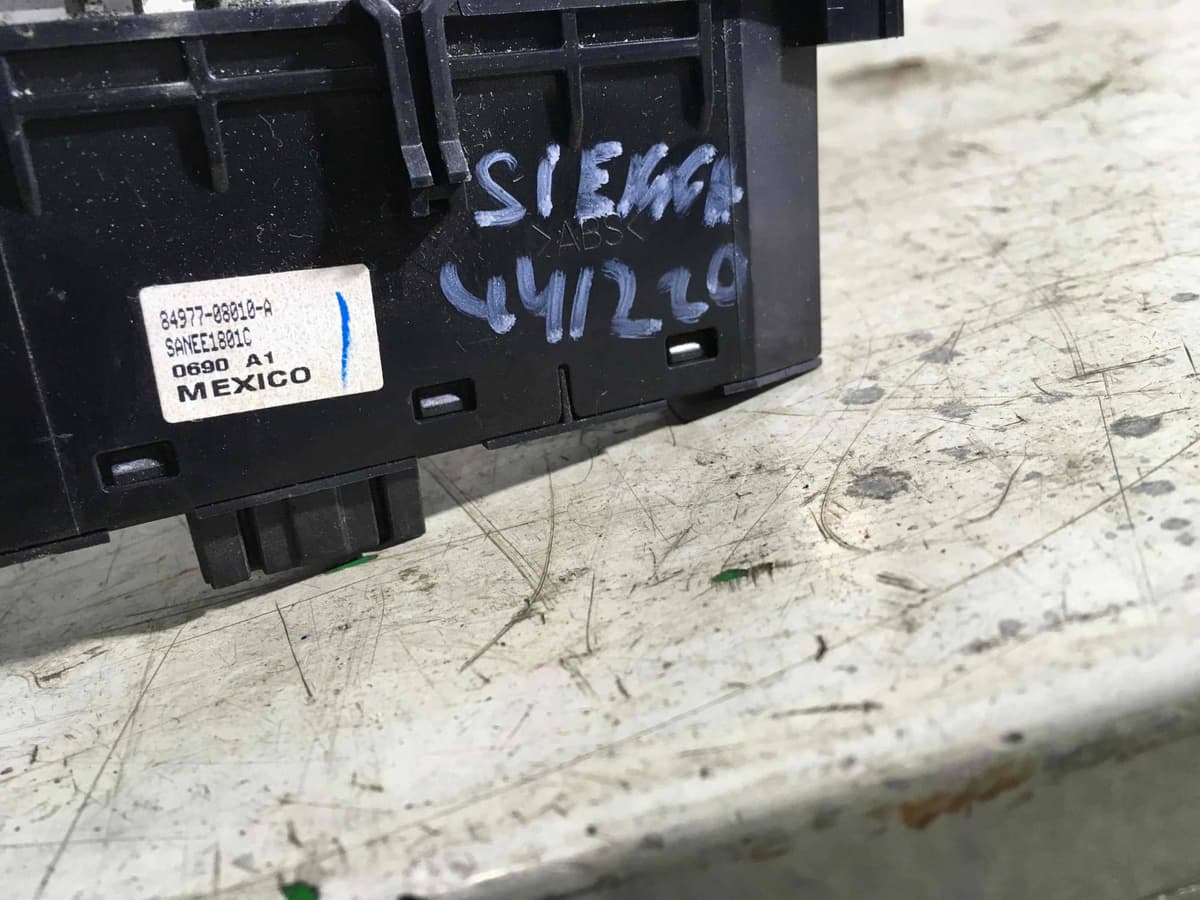 SIENNA
>ABS<
441220
84977-08010-A
SANEE1801C
0690 A1
MEXICO